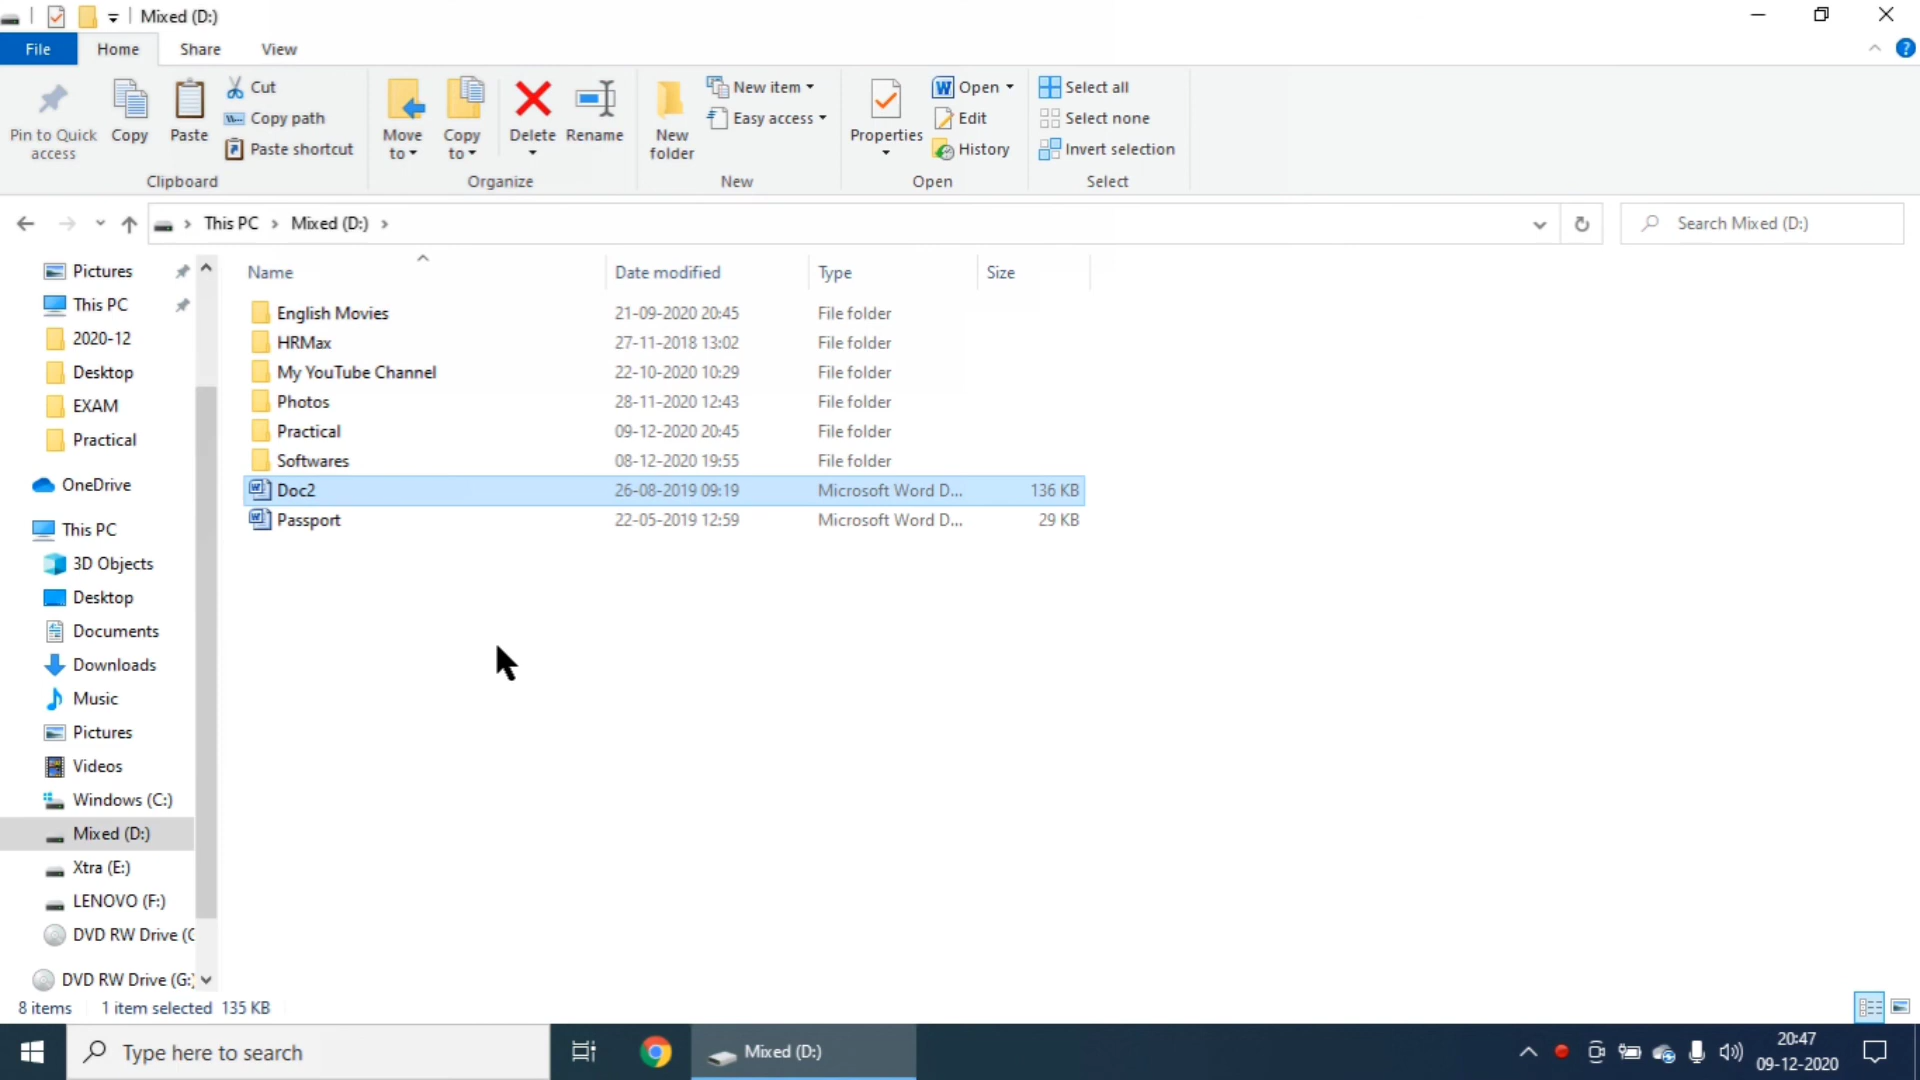 Mixed (D:)
File Home Share View
Pin to Quick access
Copy
Paste
Cut
Copy path
Paste shortcut
Clipboard
Move to
Copy to
Delete
Rename
Organize
New folder
New item
Easy access
New
Properties
Open
Edit
History
Open
Select all
Select none
Invert selection
Select
This PC Mixed (D:)
Search Mixed (D:)
Pictures
This PC
2020-12
Desktop
EXAM
Practical
OneDrive
This PC
3D Objects
Desktop
Documents
Downloads
Music
Pictures
Videos
Windows (C:)
Mixed (D:)
Xtra (E:)
LENOVO (F:)
DVD RW Drive (G
DVD RW Drive (G:)
Name Date modified Type Size
English Movies 21-09-2020 20:45 File folder
HRMax 27-11-2018 13:02 File folder
My YouTube Channel 22-10-2020 10:29 File folder
Photos 28-11-2020 12:43 File folder
Practical 09-12-2020 20:45 File folder
Softwares 08-12-2020 19:55 File folder
Doc2 26-08-2019 09:19 Microsoft Word D... 136 KB
Passport 22-05-2019 12:59 Microsoft Word D... 29 KB
8 items 1 item selected 135 KB
Type here to search
Mixed (D:)
20:47
09-12-2020